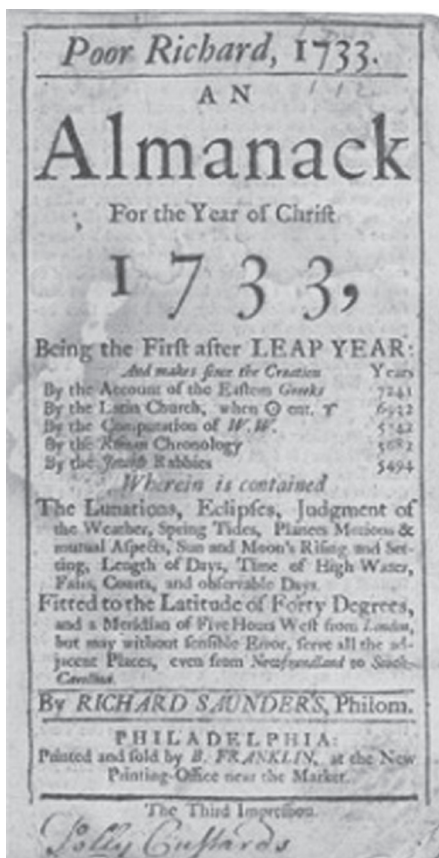 Poor Richard, 1733.
AN
Almanack
For the Year of Chriſt
1733,
Being the Firſt after LEAP YEAR:
And makes ſince the Creation Years
By the Account of the Eaſtern Greeks 7241
By the Latin Church, when ☉ ent. ♈ 6932
By the Computation of W.W. 5742
By the Roman Chronology 5682
By the Jewiſh Rabbies 5494
Wherein is contained
The Lunations, Eclipſes, Judgment of
the Weather, Spring Tides, Planets Motions &
mutual Aſpects, Sun and Moon's Riſing and Set-
ting, Length of Days, Time of High Water,
Fairs, Courts, and obſervable Days.
Fitted to the Latitude of Forty Degrees,
and a Meridian of Five Hours Weſt from London,
but may without ſenſible Error, ſerve all the ad-
jacent Places, even from Newfoundland to South-
Carolina.
By RICHARD SAUNDERS, Philom.
PHILADELPHIA:
Printed and ſold by B. FRANKLIN, at the New
Printing-Office near the Market.
The Third Impreſſion.
Polly